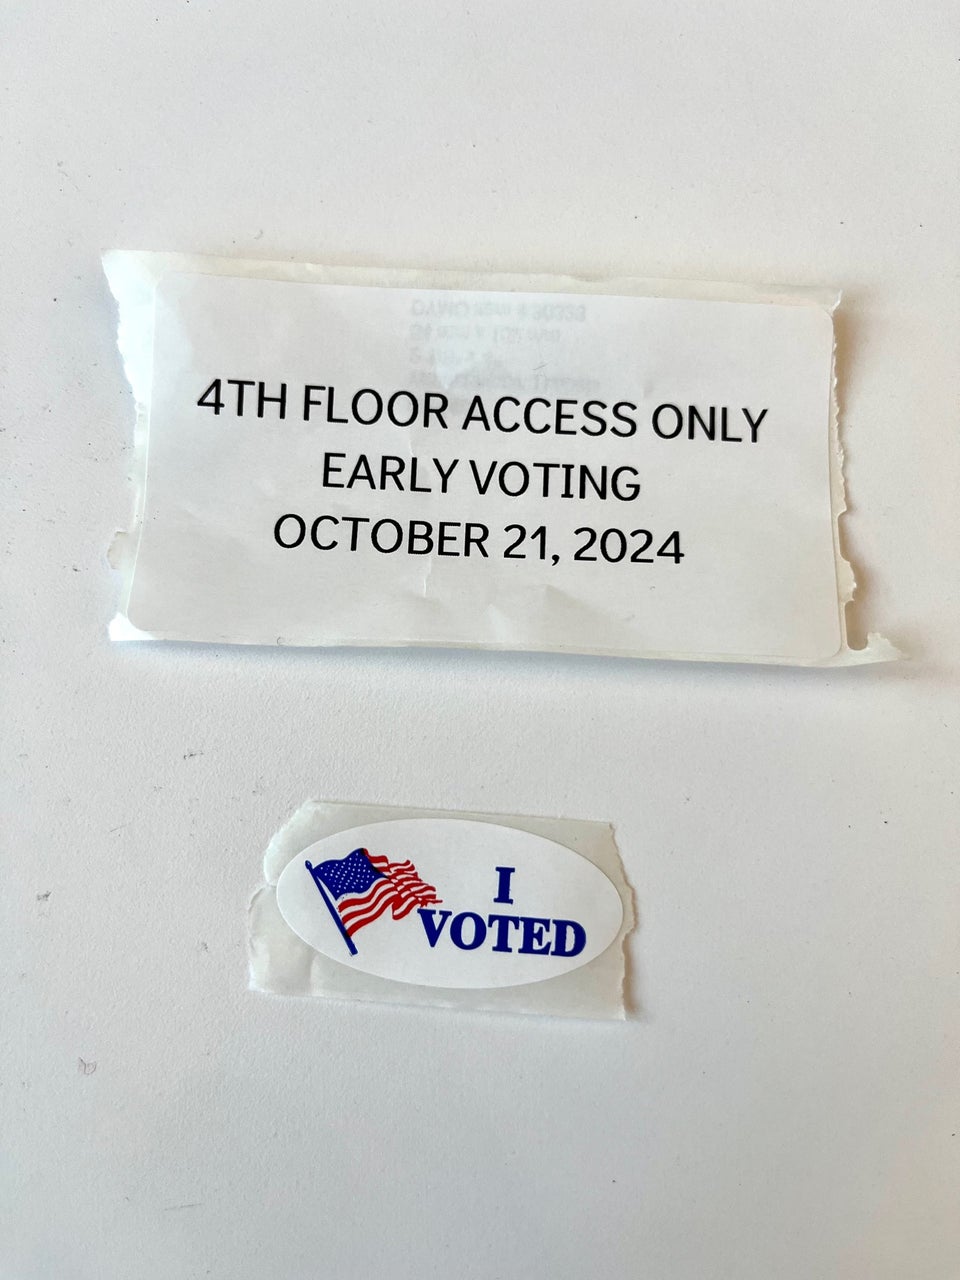 4TH FLOOR ACCESS ONLY
EARLY VOTING
OCTOBER 21, 2024
I
VOTED